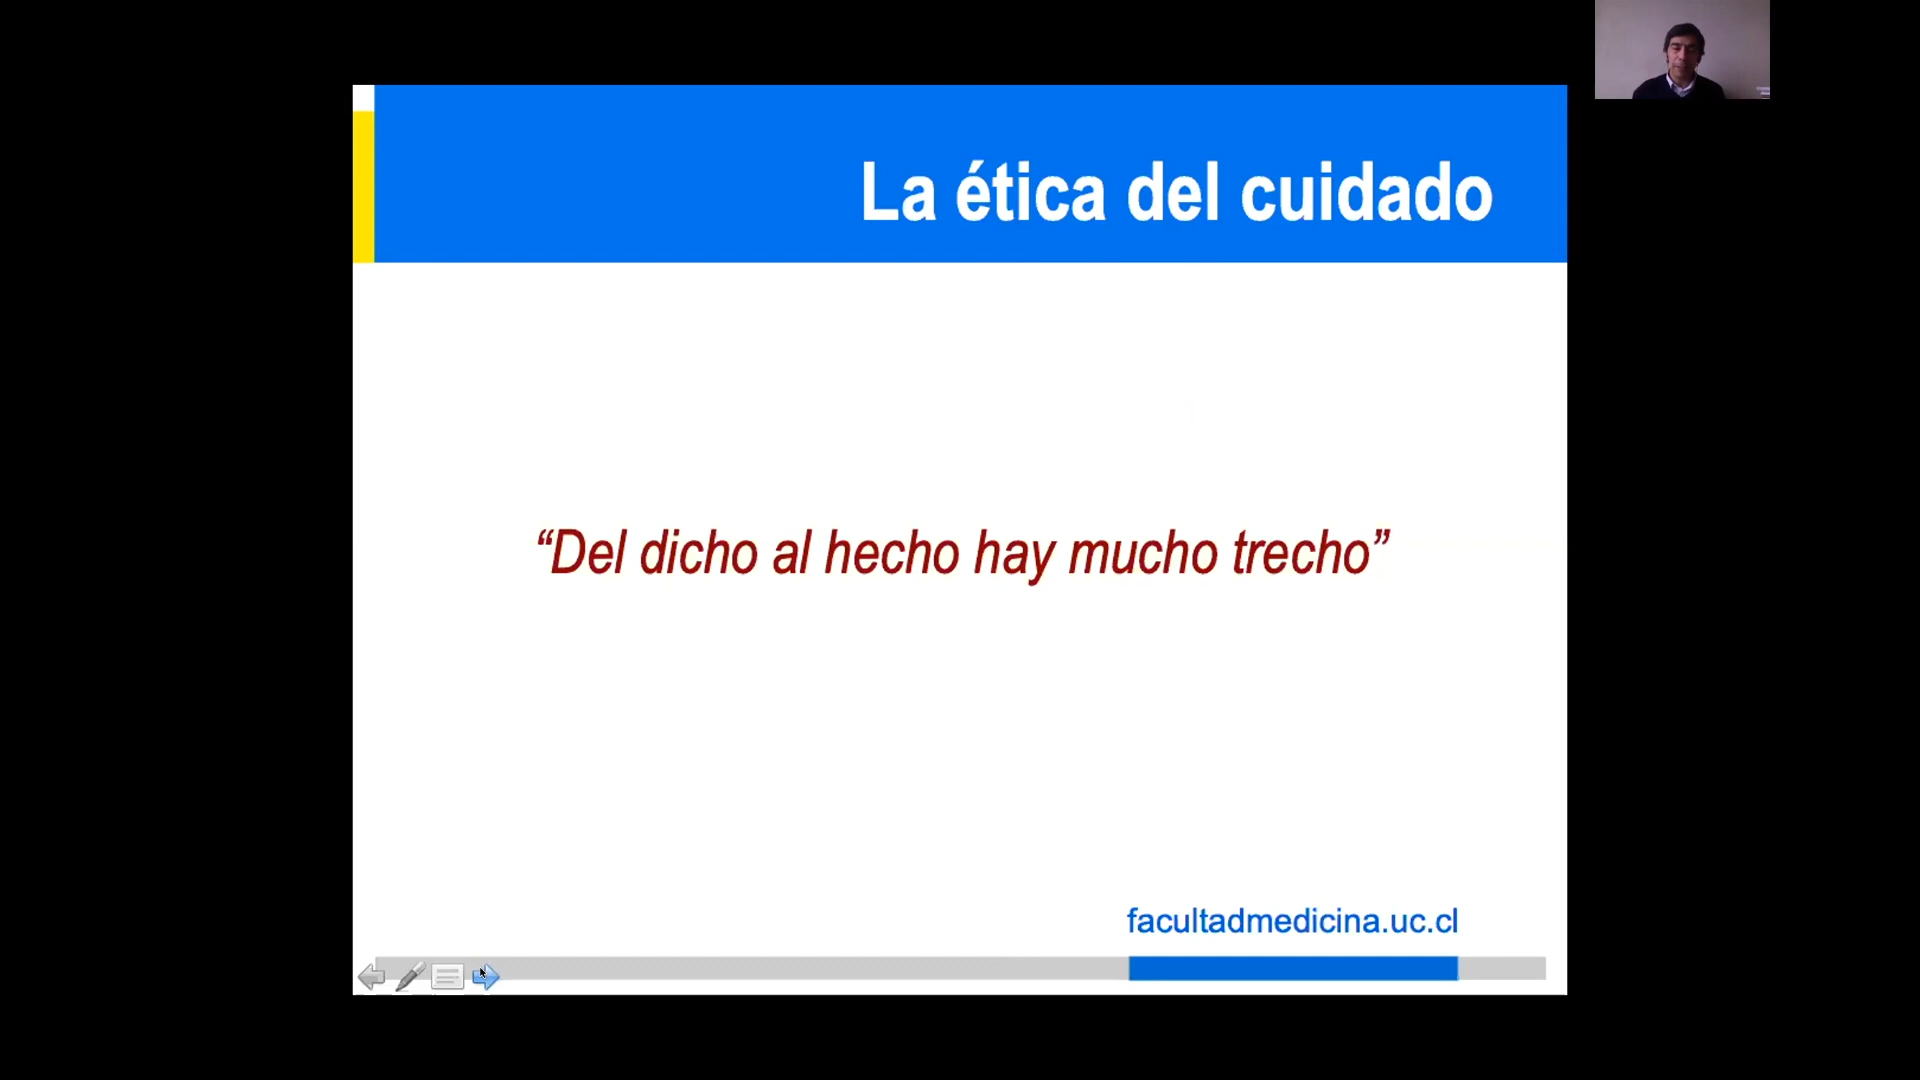 La ética del cuidado
“Del dicho al hecho hay mucho trecho”
facultadmedicina.uc.cl